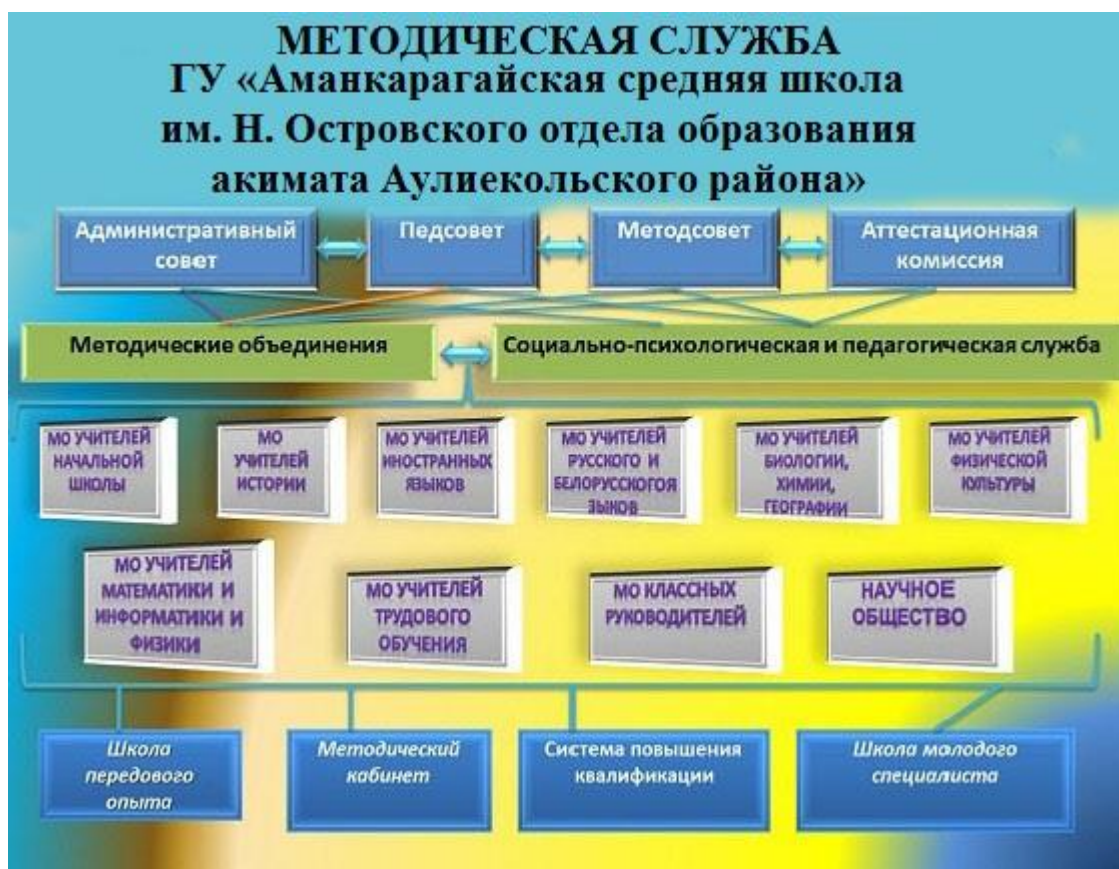 МЕТОДИЧЕСКАЯ СЛУЖБА
ГУ «Аманкарагайская средняя школа
им. Н. Островского отдела образования
акимата Аулиекольского района»
Административный
совет
Педсовет
Методсовет
Аттестационная
комиссия
Методические объединения
Социально-психологическая и педагогическая служба
МО УЧИТЕЛЕЙ
НАЧАЛЬНОЙ
ШКОЛЫ
МО
УЧИТЕЛЕЙ
ИСТОРИИ
МО УЧИТЕЛЕЙ
ИНОСТРАННЫХ
ЯЗЫКОВ
МО УЧИТЕЛЕЙ
РУССКОГО И
БЕЛОРУССКОГОЯ
ЗЫКОВ
МО УЧИТЕЛЕЙ
БИОЛОГИИ,
ХИМИИ,
ГЕОГРАФИИ
МО УЧИТЕЛЕЙ
ФИЗИЧЕСКОЙ
КУЛЬТУРЫ
МО УЧИТЕЛЕЙ
МАТЕМАТИКИ И
ИНФОРМАТИКИ И
ФИЗИКИ
МО УЧИТЕЛЕЙ
ТРУДОВОГО
ОБУЧЕНИЯ
МО КЛАССНЫХ
РУКОВОДИТЕЛЕЙ
НАУЧНОЕ
ОБЩЕСТВО
Школа
передового
опыта
Методический
кабинет
Система повышения
квалификации
Школа молодого
специалиста